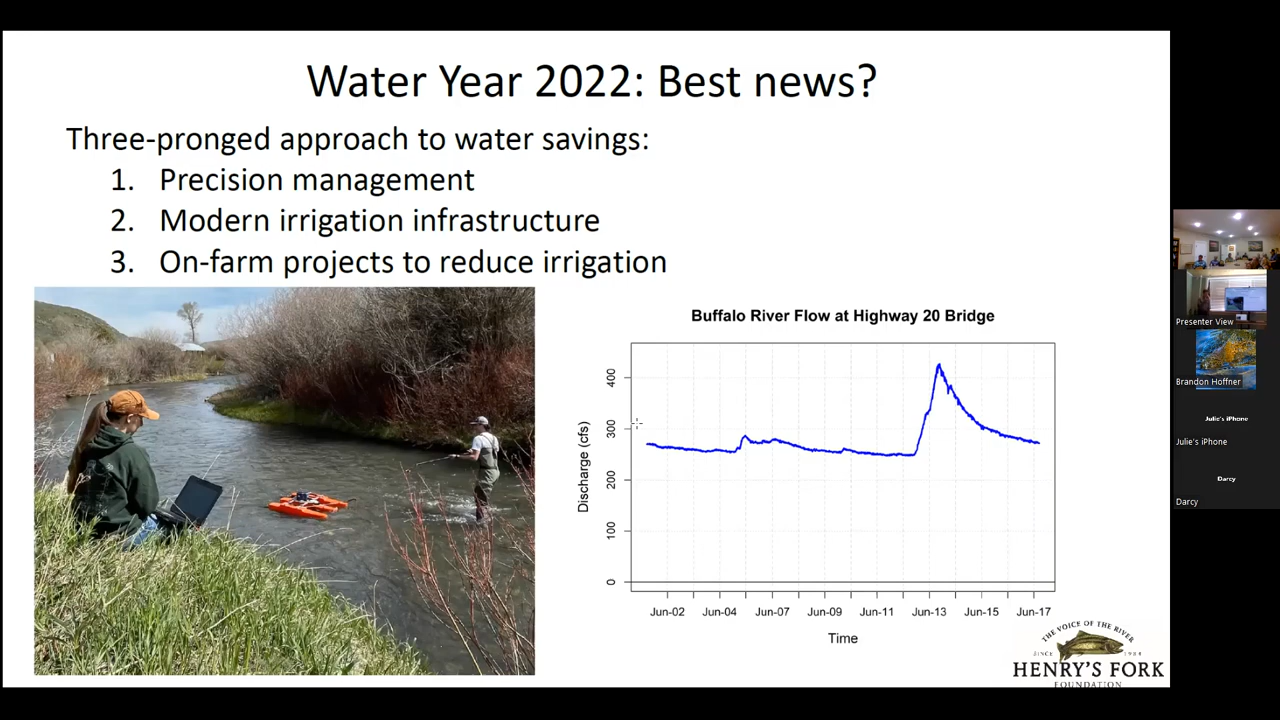 Water Year 2022: Best news?
Three-pronged approach to water savings:
1. Precision management
2. Modern irrigation infrastructure
3. On-farm projects to reduce irrigation
Buffalo River Flow at Highway 20 Bridge
Discharge (cfs)
400
300
200
100
0
Jun-02 Jun-04 Jun-07 Jun-09 Jun-11 Jun-13 Jun-15 Jun-17
Time
THE VOICE OF THE RIVER
SINCE 1984
HENRY'S FORK
FOUNDATION
Presenter View
Brandon Hoffner
Julie's iPhone
Julie's iPhone
Darcy
Darcy